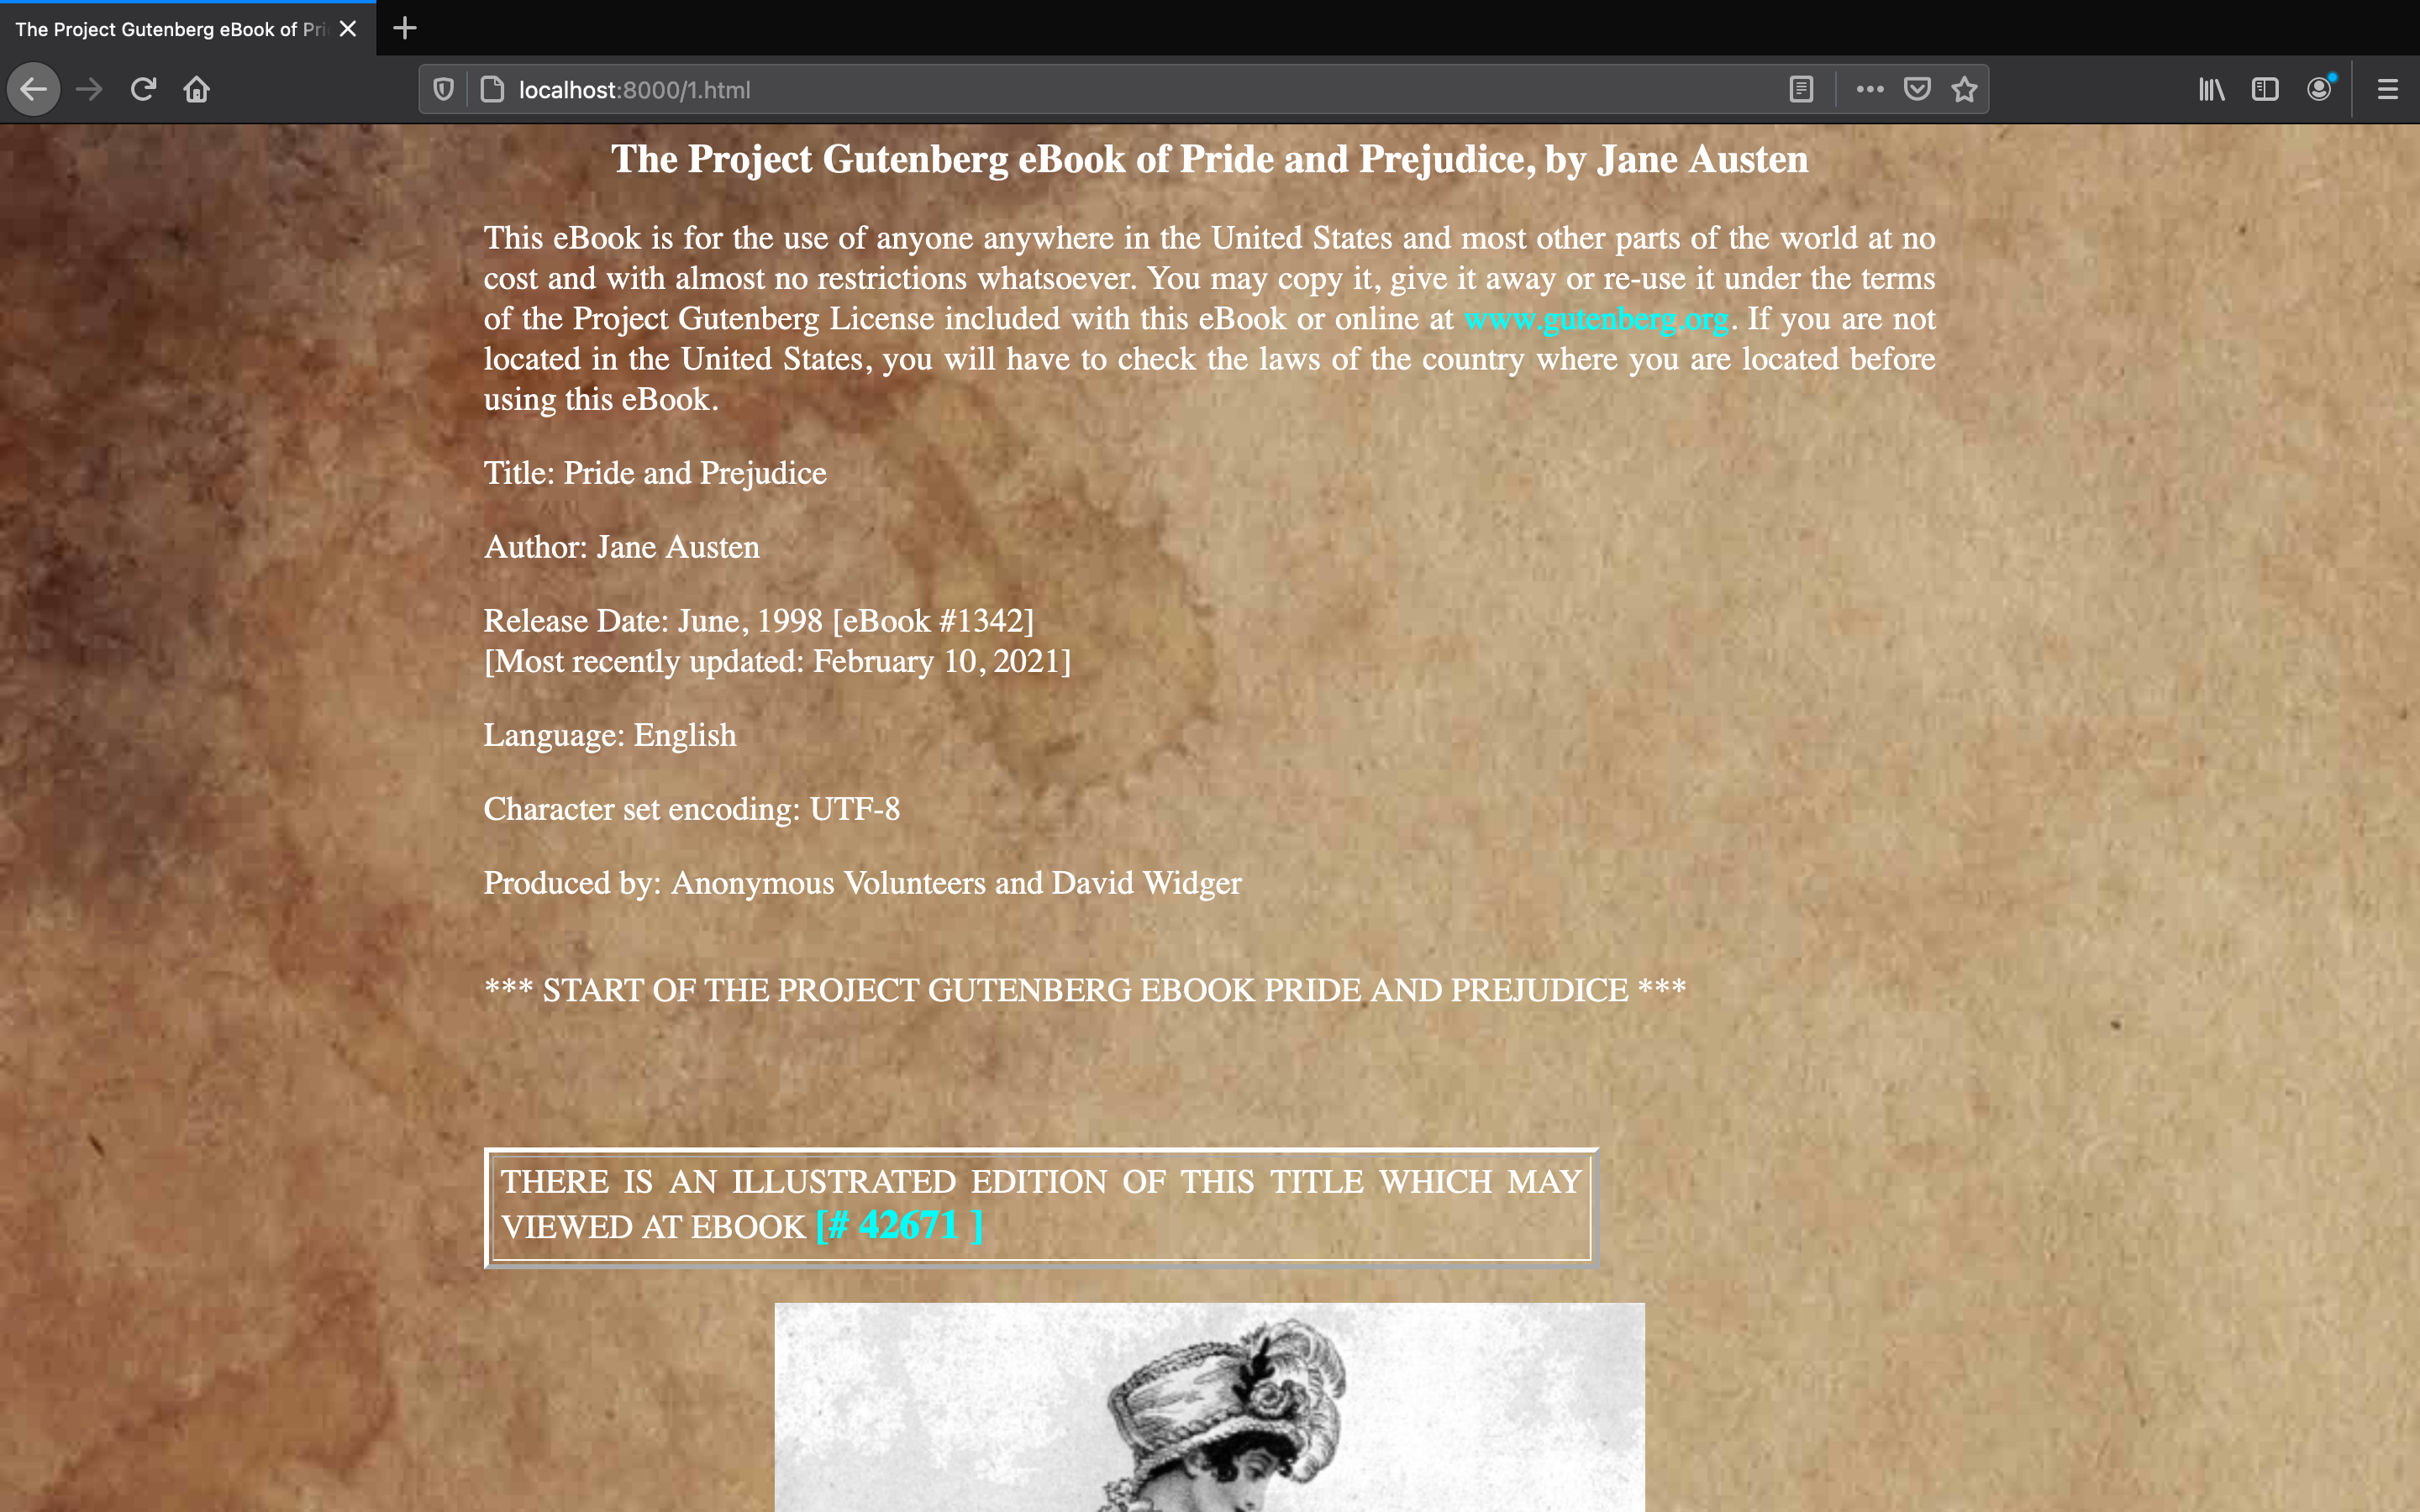 The Project Gutenberg eBook of Pri
localhost:8000/1.html
The Project Gutenberg eBook of Pride and Prejudice, by Jane Austen
This eBook is for the use of anyone anywhere in the United States and most other parts of the world at no
cost and with almost no restrictions whatsoever. You may copy it, give it away or re-use it under the terms
of the Project Gutenberg License included with this eBook or online at www.gutenberg.org. If you are not
located in the United States, you will have to check the laws of the country where you are located before
using this eBook.
Title: Pride and Prejudice
Author: Jane Austen
Release Date: June, 1998 [eBook #1342]
[Most recently updated: February 10, 2021]
Language: English
Character set encoding: UTF-8
Produced by: Anonymous Volunteers and David Widger
*** START OF THE PROJECT GUTENBERG EBOOK PRIDE AND PREJUDICE ***
THERE IS AN ILLUSTRATED EDITION OF THIS TITLE WHICH MAY
VIEWED AT EBOOK [# 42671 ]